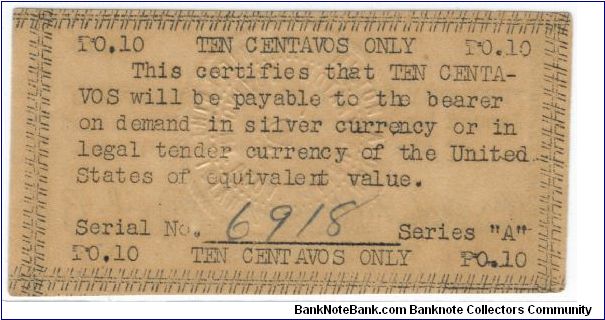 ₱0.10 TEN CENTAVOS ONLY ₱0.10
This certifies that TEN CENTA-
VOS will be payable to the bearer
on demand in silver currency or in
legal tender currency of the United
States of equivalent value.
Serial No. 6918 Series "A"
₱0.10 TEN CENTAVOS ONLY ₱0.10
BankNoteBank.com Banknote Collectors Community